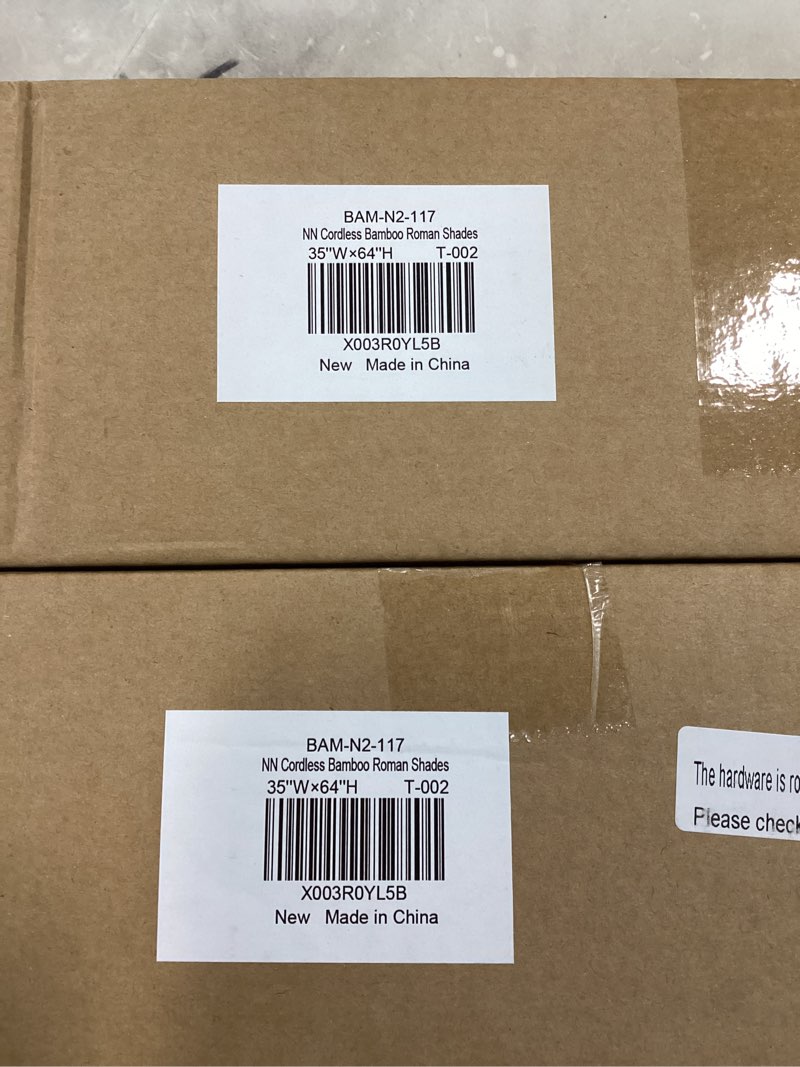 BAM-N2-117
NN Cordless Bamboo Roman Shades
35"W×64"H T-002
X003R0YL5B
New Made in China
BAM-N2-117
NN Cordless Bamboo Roman Shades
35"W×64"H T-002
X003R0YL5B
New Made in China
The hardware is
Please check